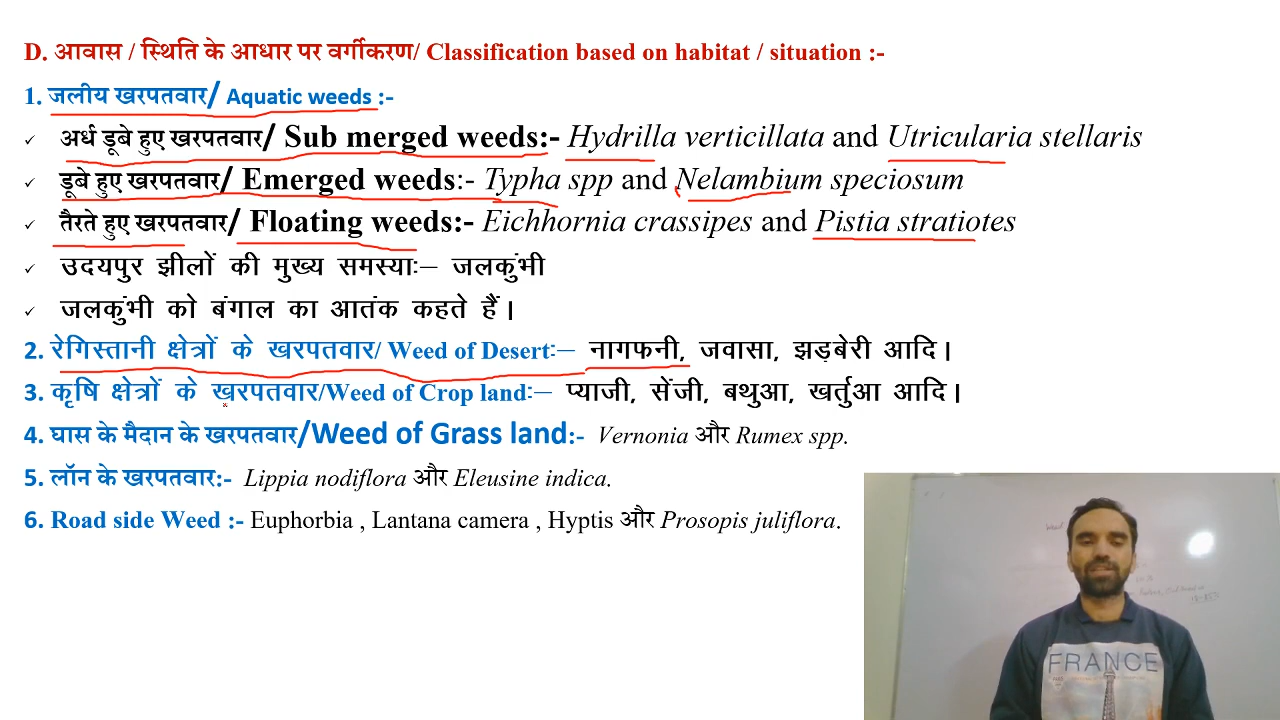 D. आवास / स्थिति के आधार पर वर्गीकरण/ Classification based on habitat / situation :-
1. जलीय खरपतवार/ Aquatic weeds :-
✓ अर्ध डूबे हुए खरपतवार/ Sub merged weeds:- Hydrilla verticillata and Utricularia stellaris
✓ डूबे हुए खरपतवार/ Emerged weeds:- Typha spp and Nelambium speciosum
✓ तैरते हुए खरपतवार/ Floating weeds:- Eichhornia crassipes and Pistia stratiotes
✓ उदयपुर झीलों की मुख्य समस्याः– जलकुंभी
✓ जलकुंभी को बंगाल का आतंक कहते हैं।
2. रेगिस्तानी क्षेत्रों के खरपतवार/ Weed of Desert:– नागफनी, जवासा, झड़बेरी आदि।
3. कृषि क्षेत्रों के खरपतवार/Weed of Crop land:– प्याजी, सेंजी, बथुआ, खर्तुआ आदि।
4. घास के मैदान के खरपतवार/Weed of Grass land:- Vernonia और Rumex spp.
5. लॉन के खरपतवार:- Lippia nodiflora और Eleusine indica.
6. Road side Weed :- Euphorbia , Lantana camera , Hyptis और Prosopis juliflora.
FRANCE